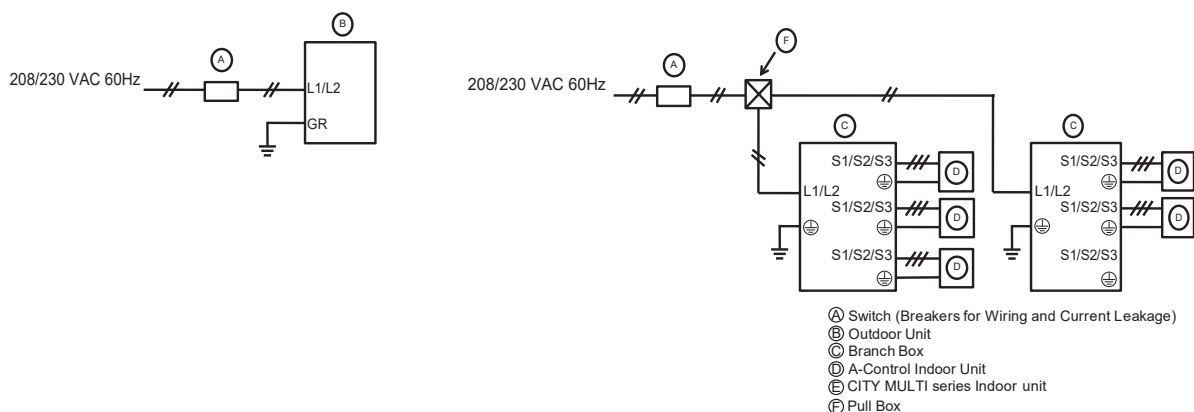 B
A
208/230 VAC 60Hz
L1/L2
GR
F
A
208/230 VAC 60Hz
C
S1/S2/S3
D
L1/L2
S1/S2/S3
D
S1/S2/S3
D
C
S1/S2/S3
D
L1/L2
S1/S2/S3
D
S1/S2/S3
A Switch (Breakers for Wiring and Current Leakage)
B Outdoor Unit
C Branch Box
D A-Control Indoor Unit
E CITY MULTI series Indoor unit
F Pull Box